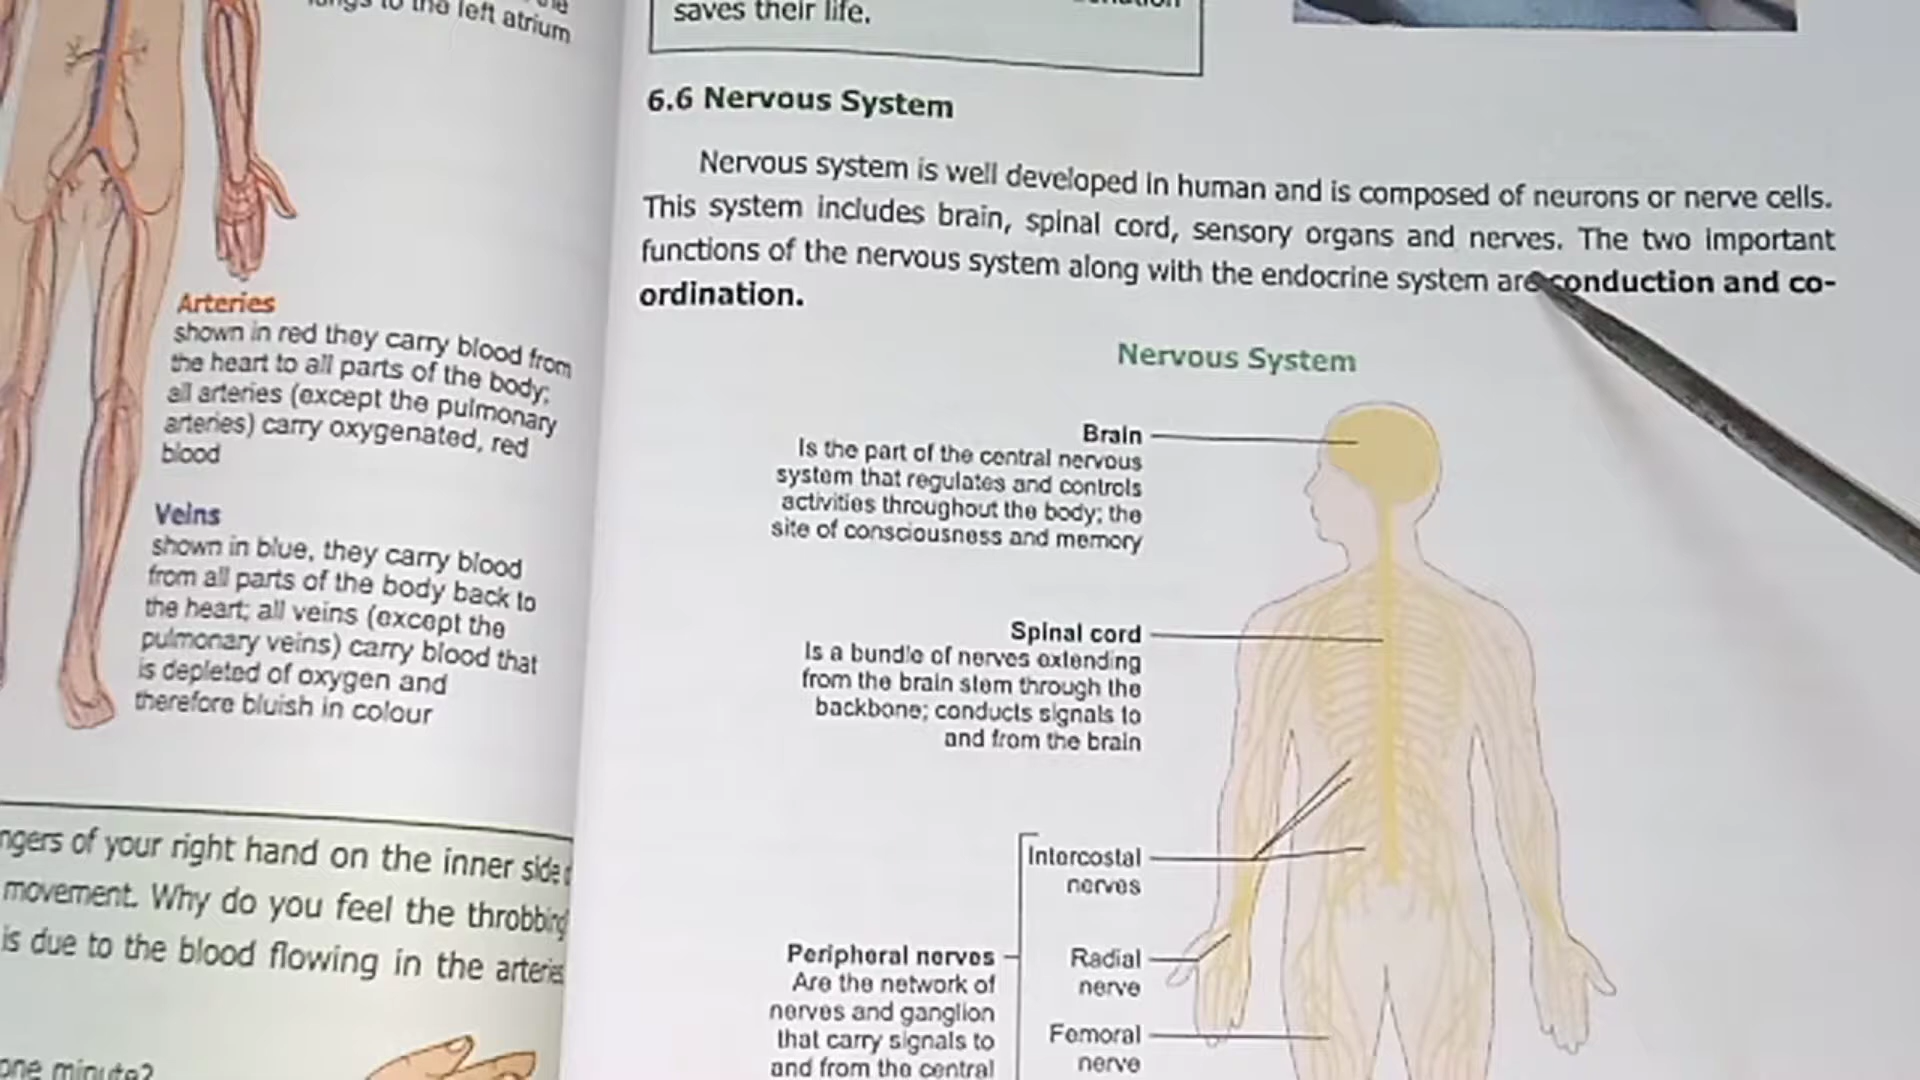 to the left atrium
Arteries
shown in red they carry blood from
the heart to all parts of the body;
all arteries (except the pulmonary
arteries) carry oxygenated, red
blood
Veins
shown in blue, they carry blood
from all parts of the body back to
the heart; all veins (except the
pulmonary veins) carry blood that
is depleted of oxygen and
therefore bluish in colour
of your right hand on the inner side
movement. Why do you feel the throbbing
is due to the blood flowing in the arteries
one minute?
saves their life.
6.6 Nervous System
Nervous system is well developed in human and is composed of neurons or nerve cells.
This system includes brain, spinal cord, sensory organs and nerves. The two important
functions of the nervous system along with the endocrine system are conduction and co-
ordination.
Nervous System
Brain
Is the part of the central nervous
system that regulates and controls
activities throughout the body; the
site of consciousness and memory
Spinal cord
Is a bundle of nerves extending
from the brain stem through the
backbone; conducts signals to
and from the brain
Intercostal
nerves
Peripheral nerves
Are the network of
nerves and ganglion
that carry signals to
and from the central
Radial
nerve
Femoral
nerve